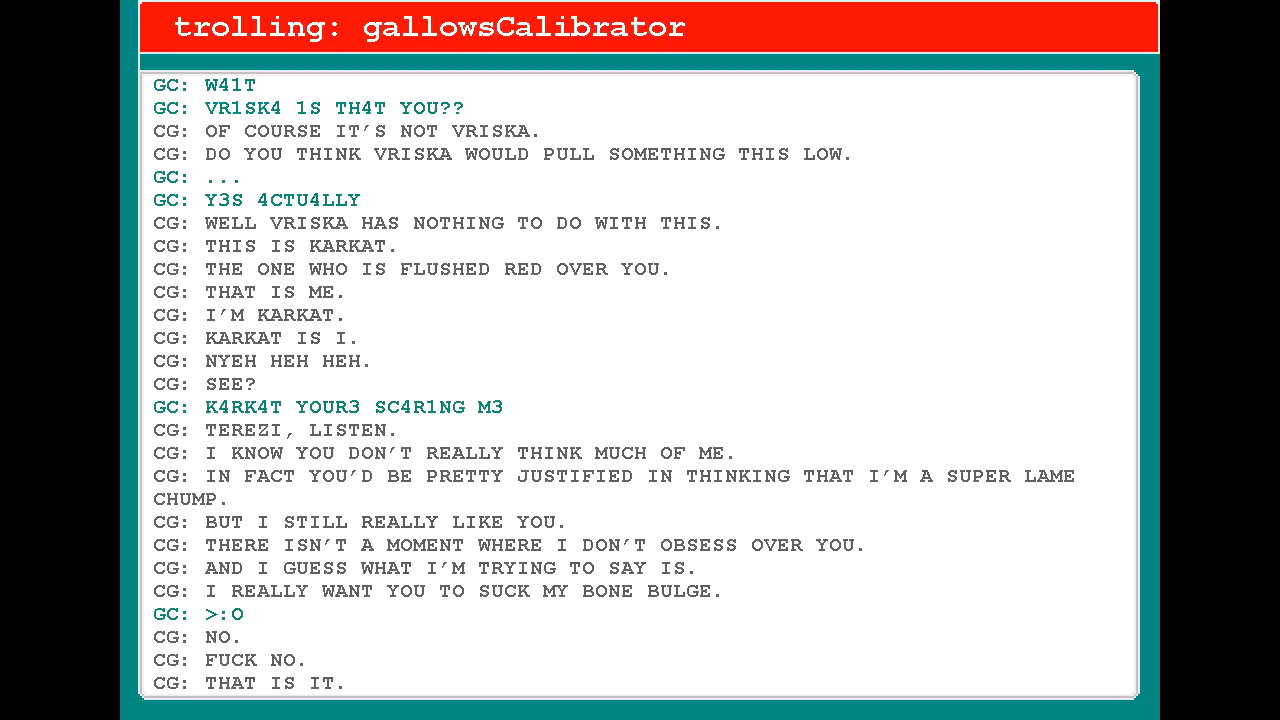 trolling: gallowsCalibrator
GC: W41T
GC: VR1SK4 1S TH4T YOU??
CG: OF COURSE IT'S NOT VRISKA.
CG: DO YOU THINK VRISKA WOULD PULL SOMETHING THIS LOW.
GC: ...
GC: Y3S 4CTU4LLY
CG: WELL VRISKA HAS NOTHING TO DO WITH THIS.
CG: THIS IS KARKAT.
CG: THE ONE WHO IS FLUSHED RED OVER YOU.
CG: THAT IS ME.
CG: I'M KARKAT.
CG: KARKAT IS I.
CG: NYEH HEH HEH.
CG: SEE?
GC: K4RK4T YOUR3 SC4R1NG M3
CG: TEREZI, LISTEN.
CG: I KNOW YOU DON'T REALLY THINK MUCH OF ME.
CG: IN FACT YOU'D BE PRETTY JUSTIFIED IN THINKING THAT I'M A SUPER LAME
CHUMP.
CG: BUT I STILL REALLY LIKE YOU.
CG: THERE ISN'T A MOMENT WHERE I DON'T OBSESS OVER YOU.
CG: AND I GUESS WHAT I'M TRYING TO SAY IS.
CG: I REALLY WANT YOU TO SUCK MY BONE BULGE.
GC: >:O
CG: NO.
CG: FUCK NO.
CG: THAT IS IT.